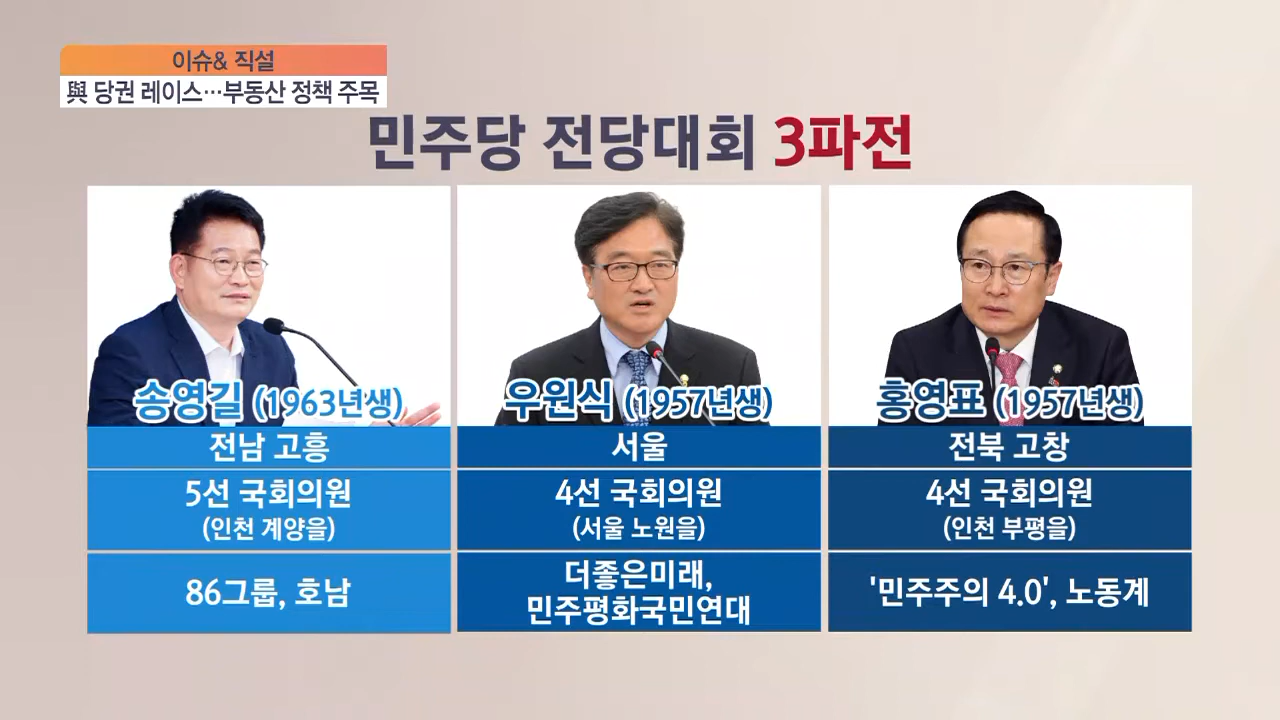 이슈& 직설
與 당권 레이스…부동산 정책 주목
민주당 전당대회 3파전
송영길 (1963년생)
전남 고흥
5선 국회의원
(인천 계양을)
86그룹, 호남
우원식 (1957년생)
서울
4선 국회의원
(서울 노원을)
더좋은미래,
민주평화국민연대
홍영표 (1957년생)
전북 고창
4선 국회의원
(인천 부평을)
'민주주의 4.0', 노동계